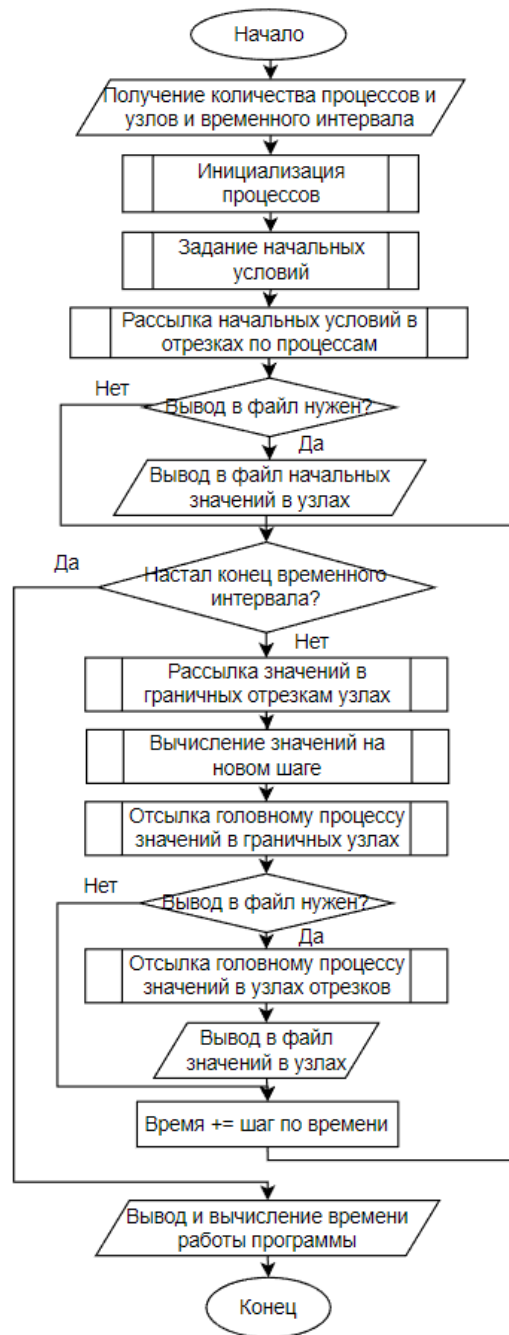 Начало
Получение количества процессов и
узлов и временного интервала
Инициализация
процессов
Задание начальных
условий
Рассылка начальных условий в
отрезках по процессам
Нет
Вывод в файл нужен?
Да
Вывод в файл начальных
значений в узлах
Да
Настал конец временного
интервала?
Нет
Рассылка значений в
граничных отрезкам узлах
Вычисление значений на
новом шаге
Отсылка головному процессу
значений в граничных узлах
Нет
Вывод в файл нужен?
Да
Отсылка головному процессу
значений в узлах отрезков
Вывод в файл
значений в узлах
Время += шаг по времени
Вывод и вычисление времени
работы программы
Конец